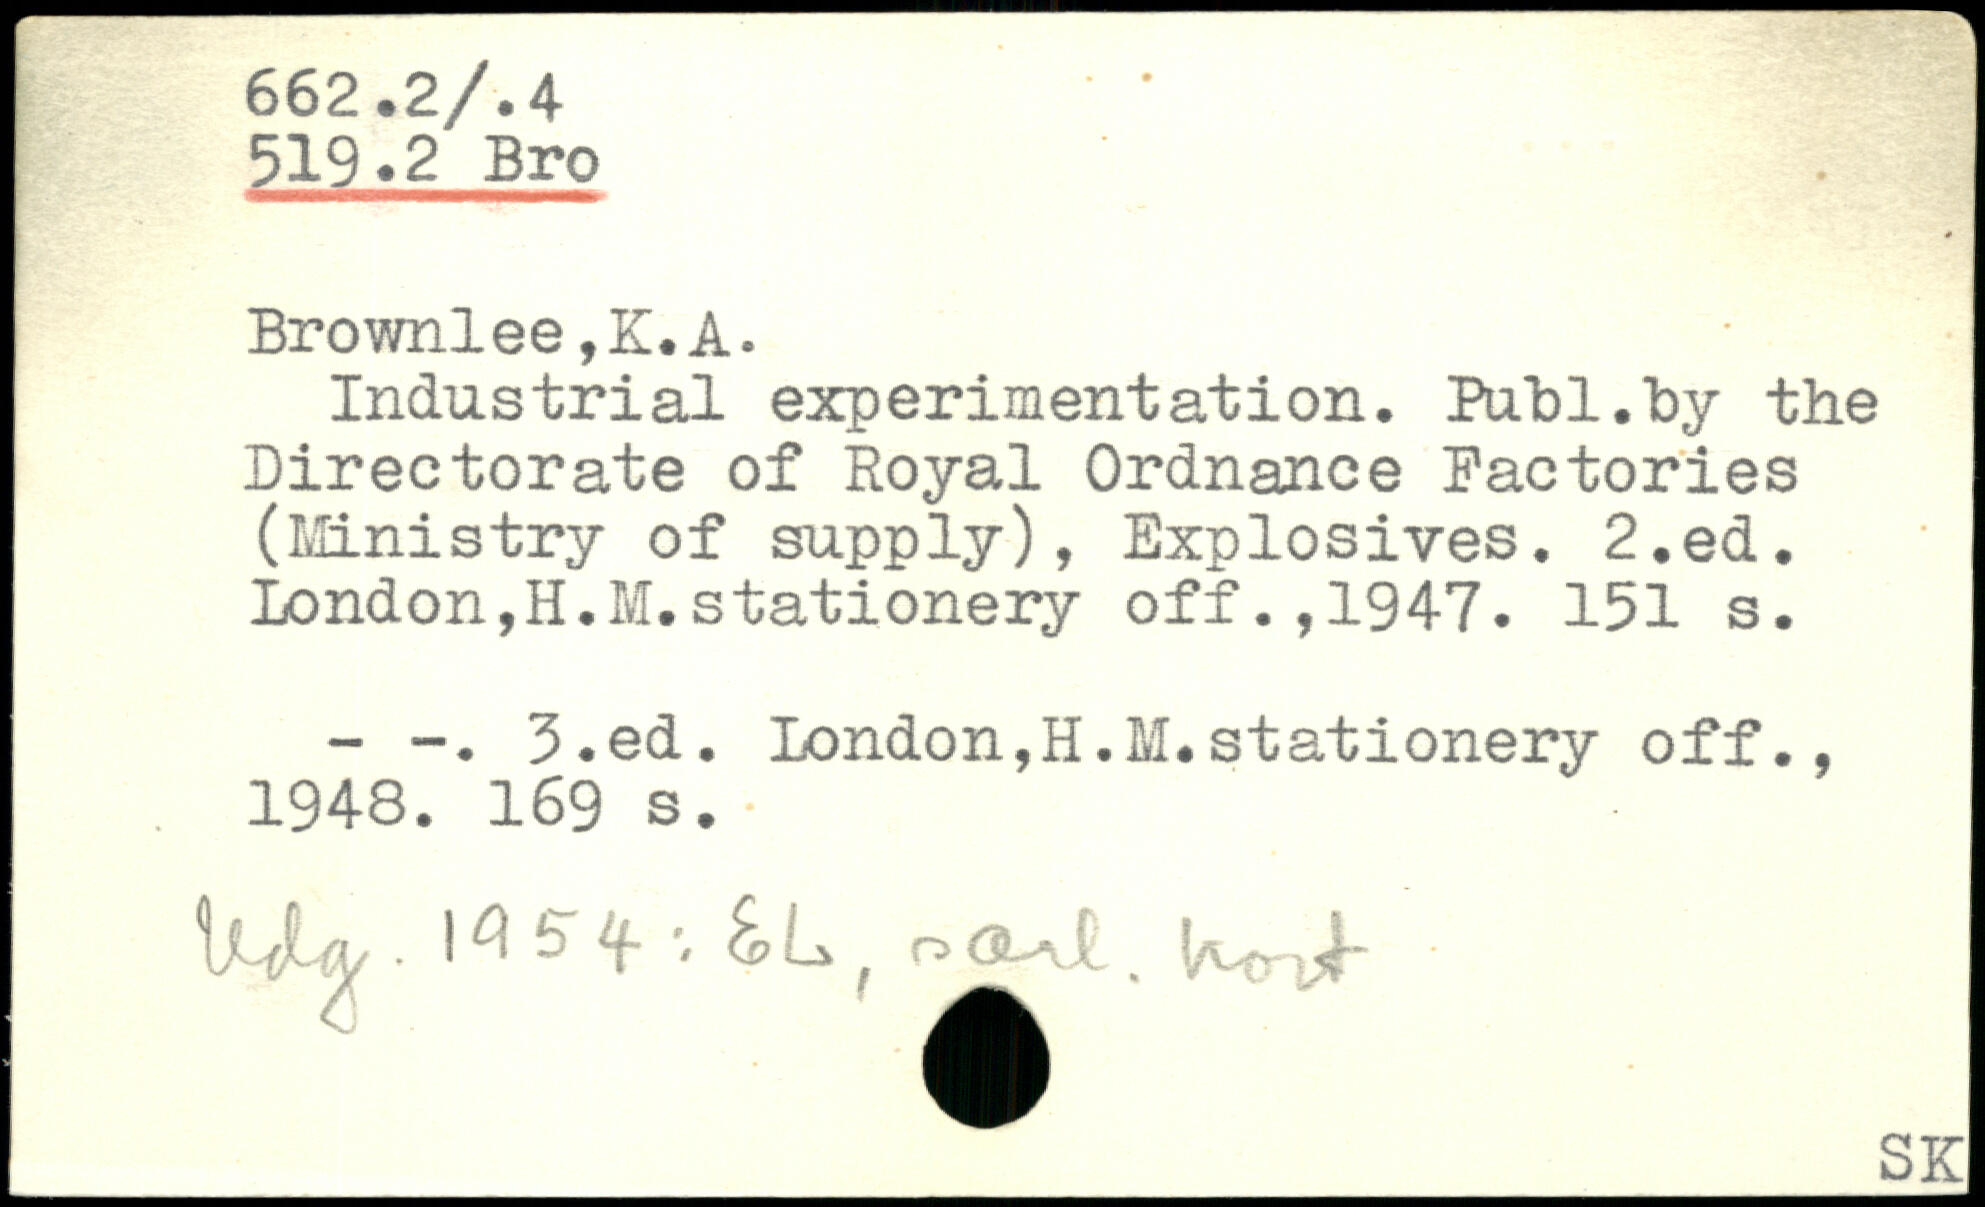 662.2/.4
519.2 Bro
Brownlee,K.A.
Industrial experimentation. Publ.by the
Directorate of Royal Ordnance Factories
(Ministry of supply), Explosives. 2.ed.
London,H.M.stationery off.,1947. 151 s.
- -. 3.ed. London,H.M.stationery off.,
1948. 169 s.
Udg. 1954: EL, særl. kort
SK